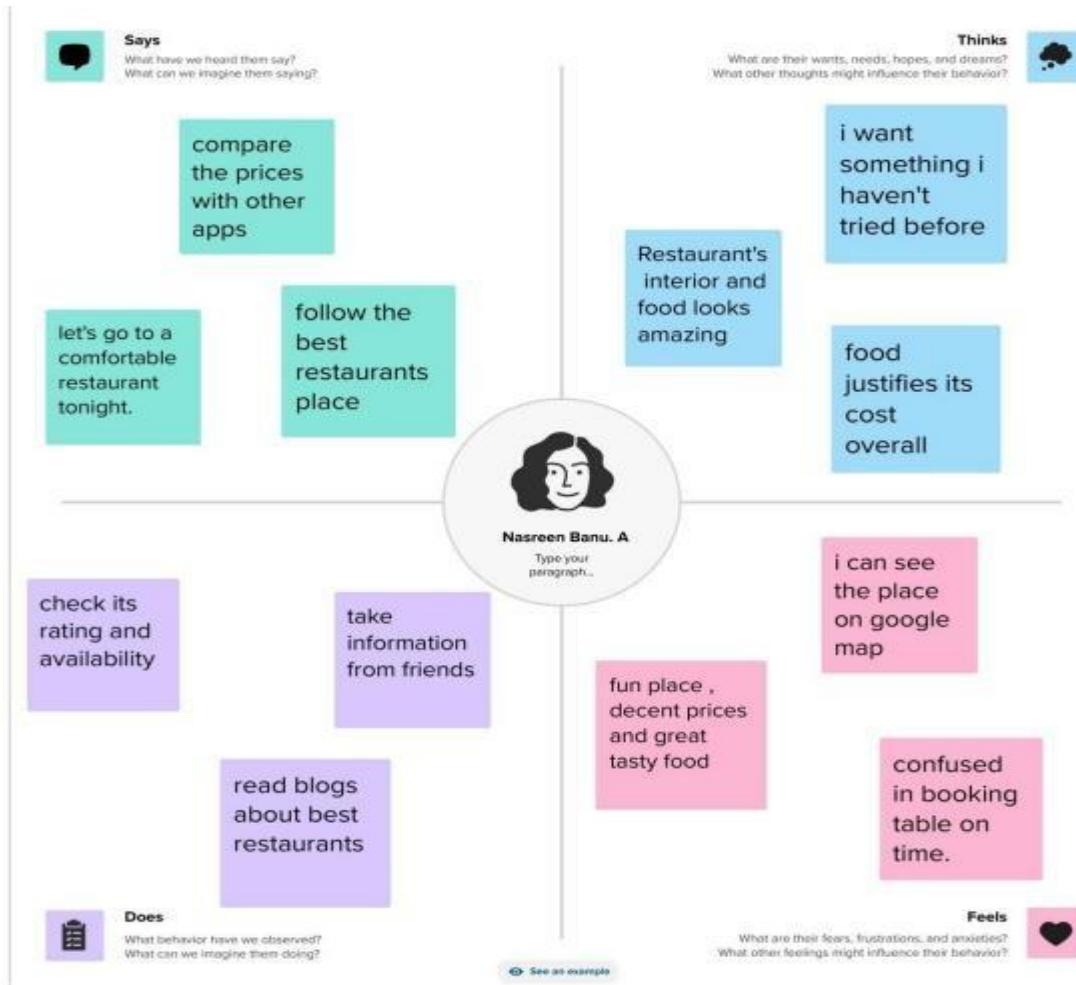 Says
What have we heard them say?
What can we imagine them saying?
compare
the prices
with other
apps
let's go to a
comfortable
restaurant
tonight.
follow the
best
restaurants
place
Thinks
What are their wants, needs, hopes, and dreams?
What other thoughts might influence their behavior?
i want
something i
haven't
tried before
Restaurant's
interior and
food looks
amazing
food
justifies its
cost
overall
Nasreen Banu. A
Type your
paragraph...
check its
rating and
availability
take
information
from friends
read blogs
about best
restaurants
Does
What behavior have we observed?
What can we imagine them doing?
i can see
the place
on google
map
fun place ,
decent prices
and great
tasty food
confused
in booking
table on
time.
Feels
What are their fears, frustrations, and anxieties?
What other feelings might influence their behavior?
See an example